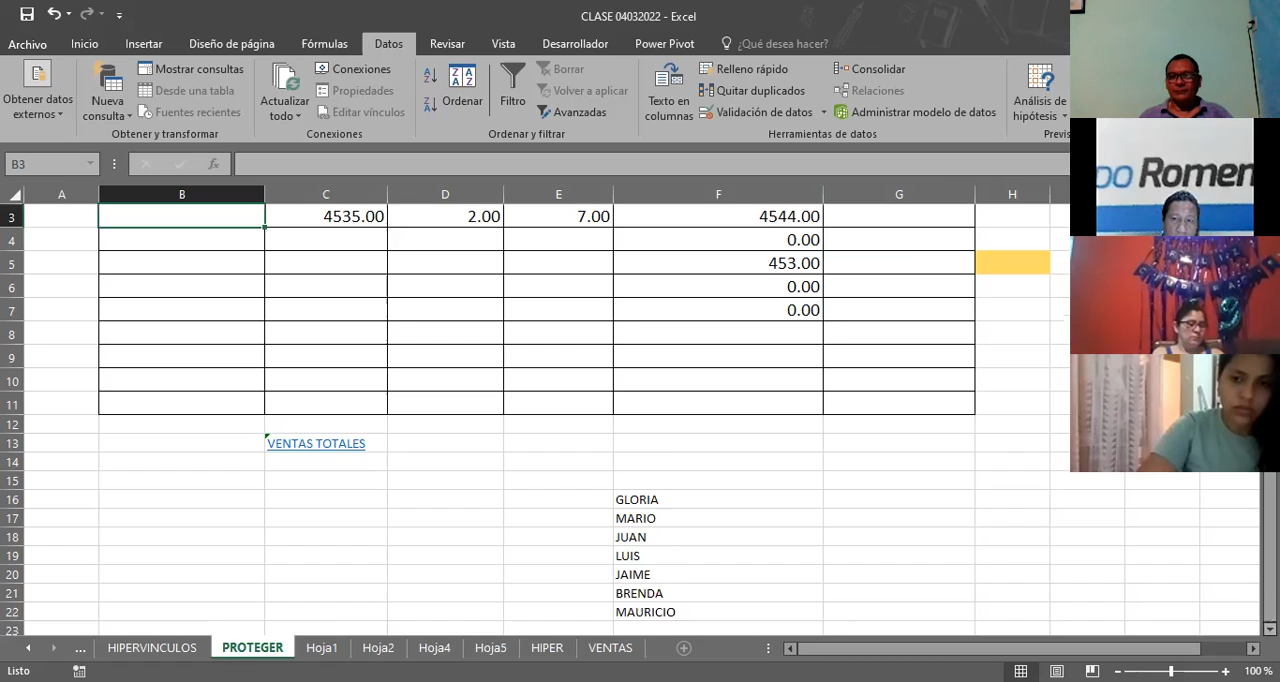 CLASE 04032022 - Excel
Archivo Inicio Insertar Diseño de página Fórmulas Datos Revisar Vista Desarrollador Power Pivot ¿Qué desea hacer?
Obtener datos externos
Nueva consulta
Mostrar consultas
Desde una tabla
Fuentes recientes
Obtener y transformar
Actualizar todo
Conexiones
Propiedades
Editar vínculos
Conexiones
Ordenar
Filtro
Borrar
Volver a aplicar
Avanzadas
Ordenar y filtrar
Texto en columnas
Relleno rápido
Quitar duplicados
Validación de datos
Consolidar
Relaciones
Administrar modelo de datos
Herramientas de datos
Análisis de hipótesis
Previs
B3 fx
A B C D E F G H
3 4535.00 2.00 7.00 4544.00
4 0.00
5 453.00
6 0.00
7 0.00
8
9
10
11
12
13 VENTAS TOTALES
14
15
16 GLORIA
17 MARIO
18 JUAN
19 LUIS
20 JAIME
21 BRENDA
22 MAURICIO
23
... HIPERVINCULOS PROTEGER Hoja1 Hoja2 Hoja4 Hoja5 HIPER VENTAS
Listo 100 %
Romen